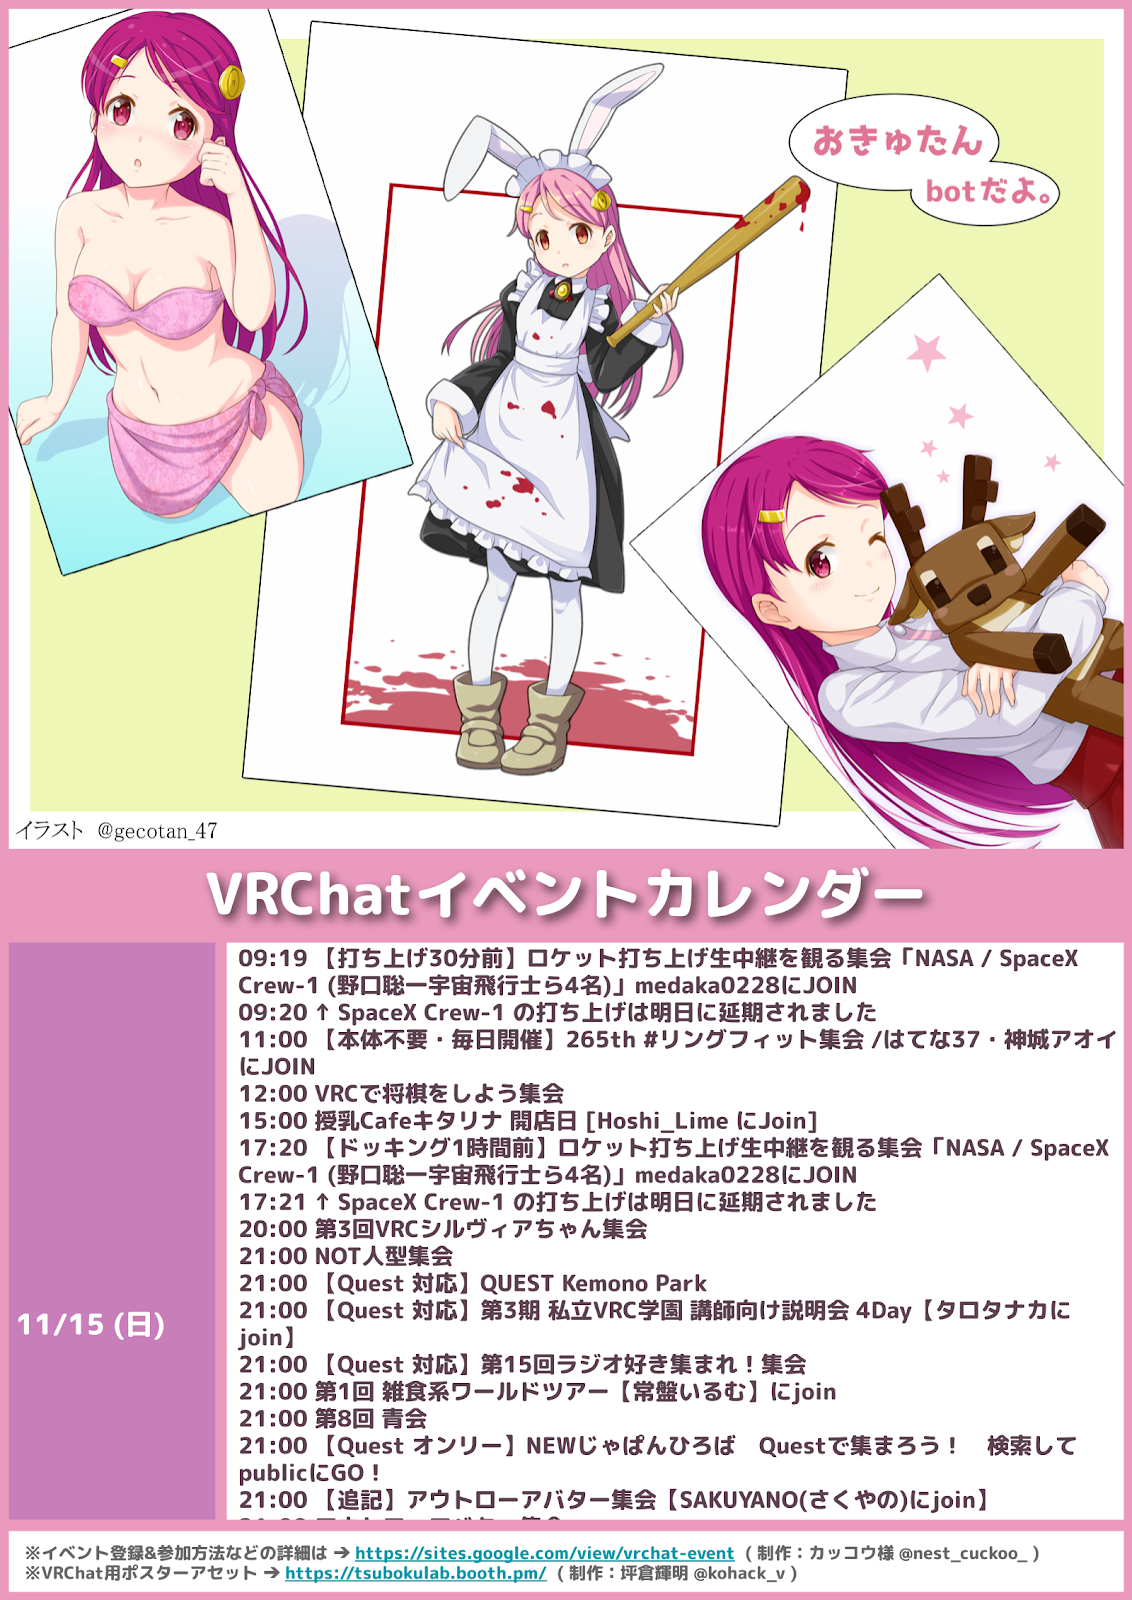 おきゅたん
botだよ。
イラスト @gecotan_47
VRChatイベントカレンダー
11/15 (日)
09:19 【打ち上げ30分前】ロケット打ち上げ生中継を観る集会「NASA / SpaceX
Crew-1 (野口聡一宇宙飛行士ら4名)」medaka0228にJOIN
09:20 ↑ SpaceX Crew-1 の打ち上げは明日に延期されました
11:00 【本体不要・毎日開催】265th #リングフィット集会 /はてな37・神城アオイ
にJOIN
12:00 VRCで将棋をしよう集会
15:00 授乳Cafeキタリナ 開店日 [Hoshi_Lime にJoin]
17:20 【ドッキング1時間前】ロケット打ち上げ生中継を観る集会「NASA / SpaceX
Crew-1 (野口聡一宇宙飛行士ら4名)」medaka0228にJOIN
17:21 ↑ SpaceX Crew-1 の打ち上げは明日に延期されました
20:00 第3回VRCシルヴィアちゃん集会
21:00 NOT人型集会
21:00 【Quest 対応】QUEST Kemono Park
21:00 【Quest 対応】第3期 私立VRC学園 講師向け説明会 4Day【タロタナカに
join】
21:00 【Quest 対応】第15回ラジオ好き集まれ！集会
21:00 第1回 雑食系ワールドツアー【常盤いるむ】にjoin
21:00 第8回 青会
21:00 【Quest オンリー】NEWじゃぱんひろば　Questで集まろう！　検索して
publicにGO！
21:00 【追記】アウトローアバター集会【SAKUYANO(さくやの)にjoin】
※イベント登録&参加方法などの詳細は ➔ https://sites.google.com/view/vrchat-event ( 制作：カッコウ様 @nest_cuckoo_ )
※VRChat用ポスターアセット ➔ https://tsubokulab.booth.pm/ ( 制作：坪倉輝明 @kohack_v )